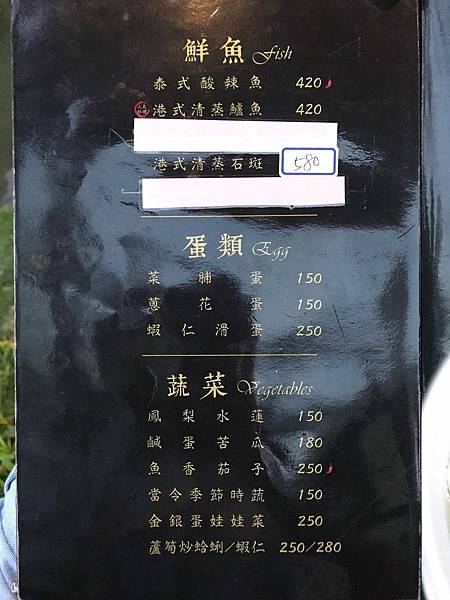 鮮魚 Fish
泰式酸辣魚 420
港式清蒸鱸魚 420
港式清蒸石斑 580
蛋類 Egg
菜脯蛋 150
蔥花蛋 150
蝦仁滑蛋 250
蔬菜 Vegetables
鳳梨水蓮 150
鹹蛋苦瓜 180
魚香茄子 250
當令季節時蔬 150
金銀蛋娃娃菜 250
蘆筍炒蛤蜊/蝦仁 250/280